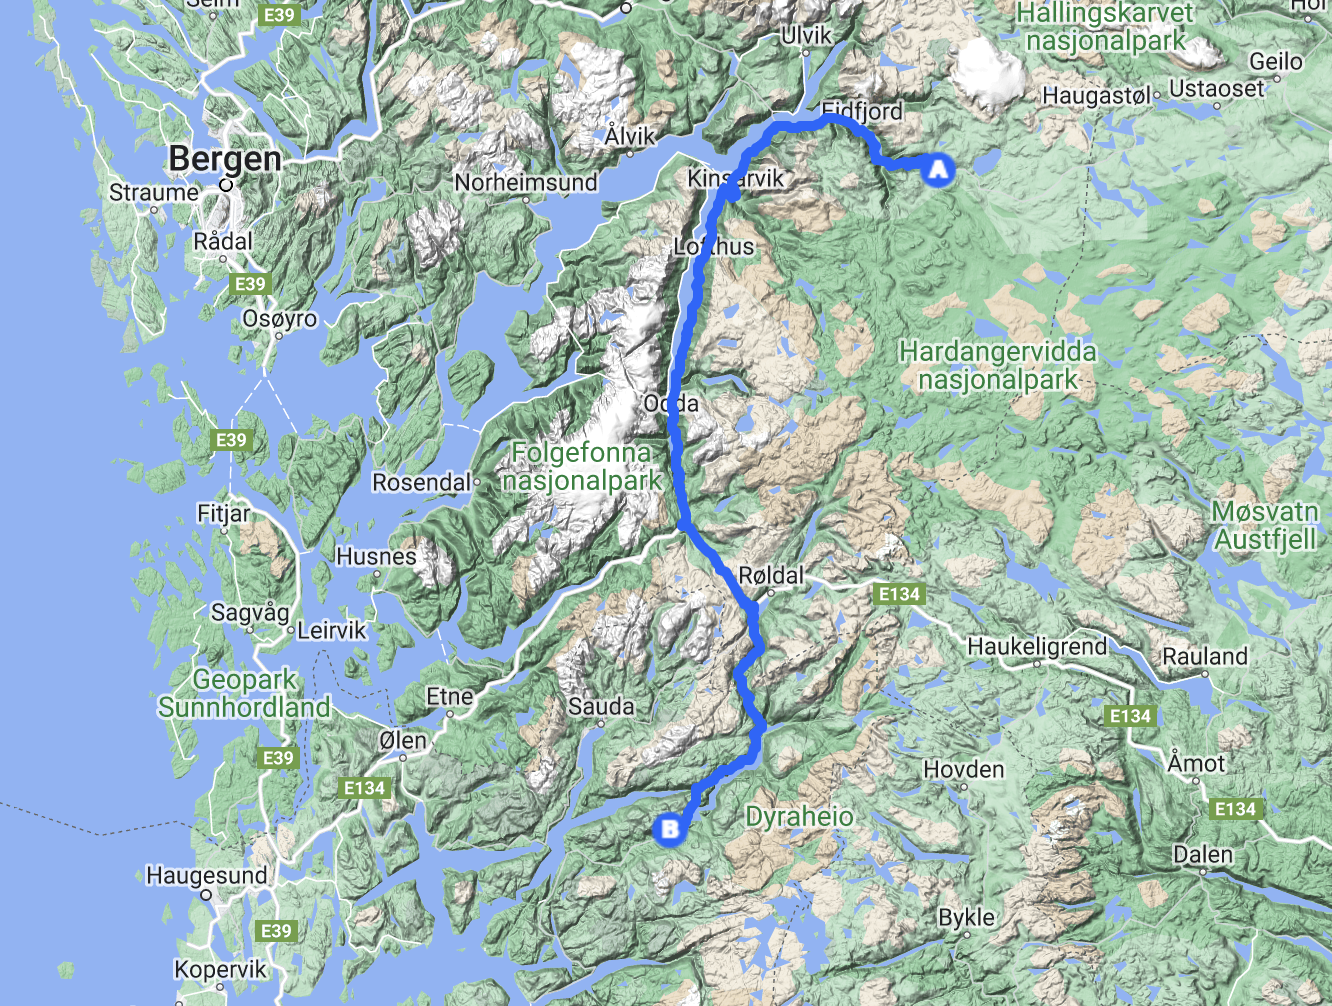 Seim
E39
Hallingskarvet
nasjonalpark
Hol
Ulvik
Geilo
Haugastøl
Ustaoset
Eidfjord
Ålvik
Bergen
A
Kinsarvik
Norheimsund
Straume
Rådal
Lofthus
E39
Osøyro
Hardangervidda
nasjonalpark
Odda
E39
Folgefonna
nasjonalpark
Rosendal
Fitjar
Møsvatn
Austfjell
Husnes
Røldal
E134
Sagvåg
Leirvik
Haukeligrend
Rauland
Geopark
Sunnhordland
Etne
Sauda
E134
Ølen
E39
Hovden
Åmot
E134
E134
Dyraheio
B
Dalen
Haugesund
Bykle
E39
Kopervik